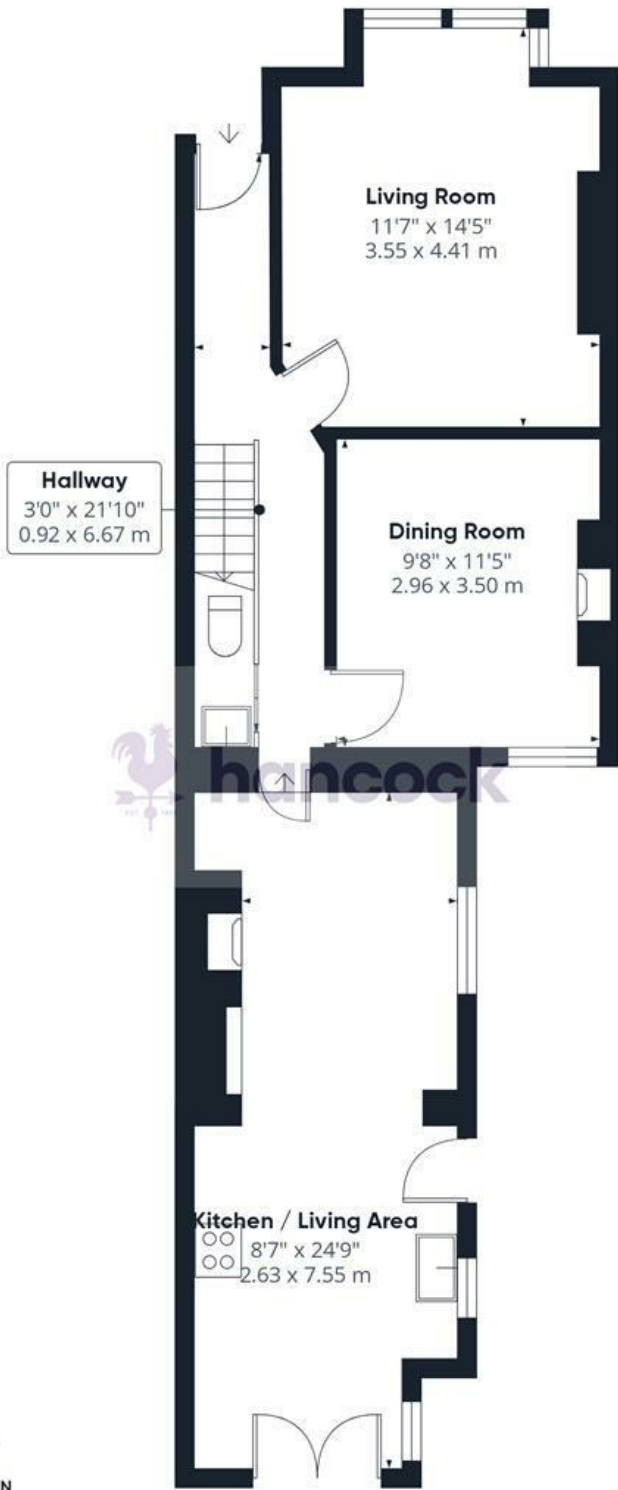 Living Room
11'7" x 14'5"
3.55 x 4.41 m
Hallway
3'0" x 21'10"
0.92 x 6.67 m
Dining Room
9'8" x 11'5"
2.96 x 3.50 m
hancock
Kitchen / Living Area
8'7" x 24'9"
2.63 x 7.55 m
N